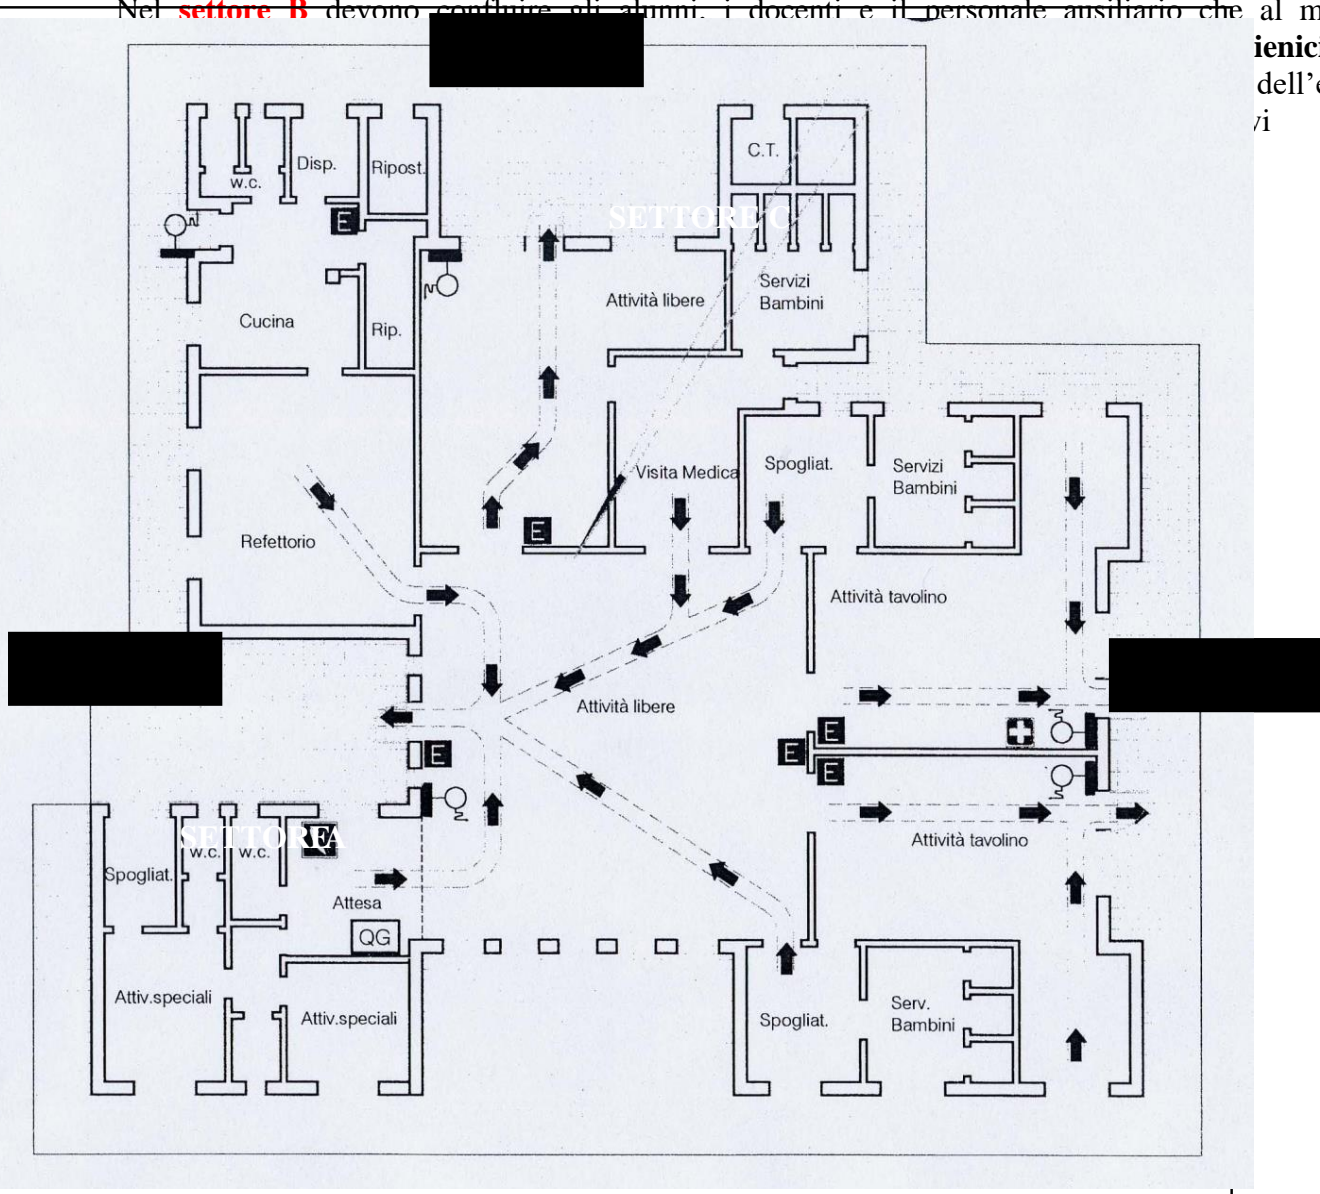 Nel settore B devono confluire gli alunni, i docenti e il personale ausiliario che al m
ienici
dell'e
vi
Disp.
Ripost.
w.c.
C.T.
SETTORE C
Servizi
Bambini
Attività libere
Cucina
Rip.
E
Visita Medica
Spogliat.
Servizi
Bambini
E
Refettorio
Attività tavolino
Attività libere
E
E
E
E
SETTORE A
w.c.
w.c.
Attività tavolino
Spogliat.
Attesa
QG
Attiv.speciali
Attiv.speciali
Spogliat.
Serv.
Bambini